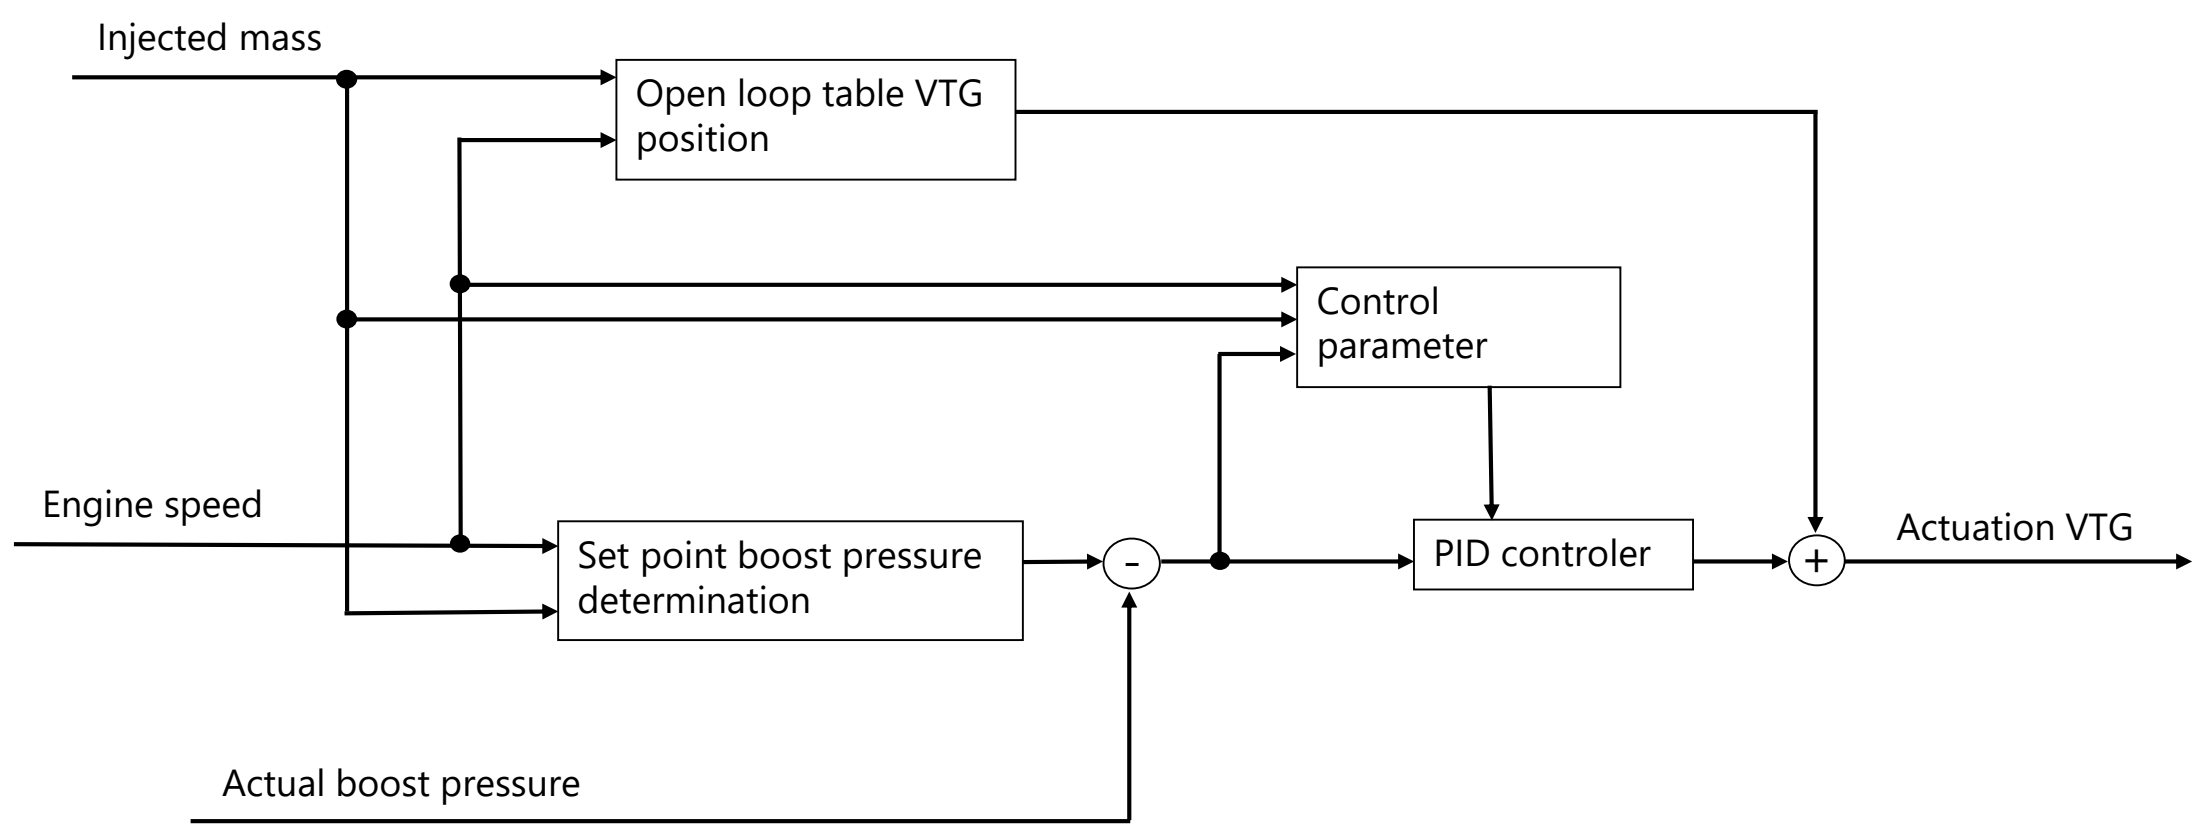 Injected mass
Open loop table VTG
position
Control
parameter
Engine speed
Set point boost pressure
determination
-
PID controler
+
Actuation VTG
Actual boost pressure